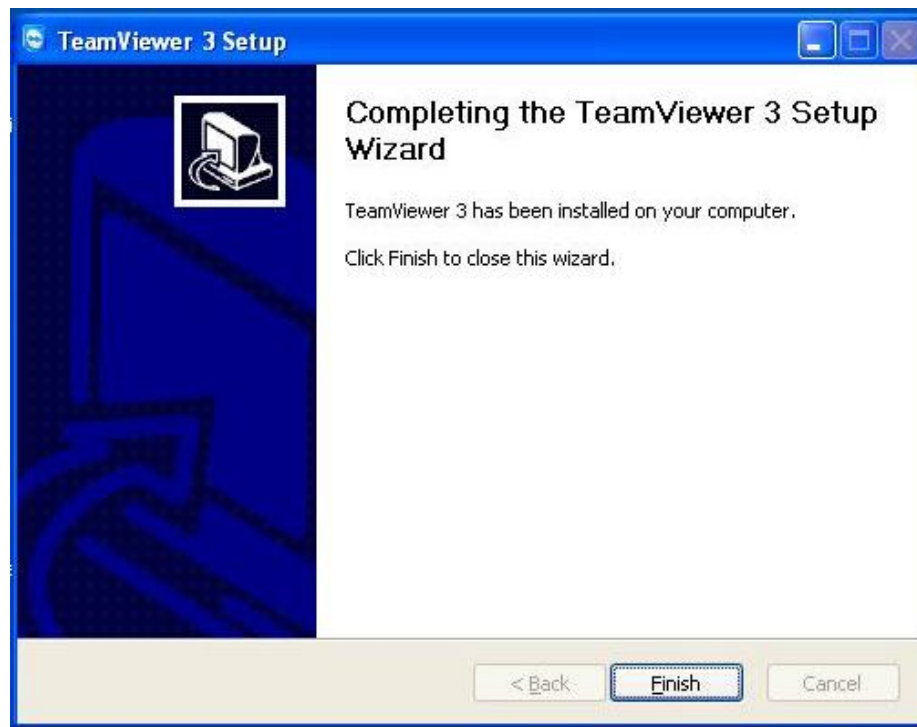 TeamViewer 3 Setup
Completing the TeamViewer 3 Setup
Wizard
TeamViewer 3 has been installed on your computer.
Click Finish to close this wizard.
< Back
Finish
Cancel